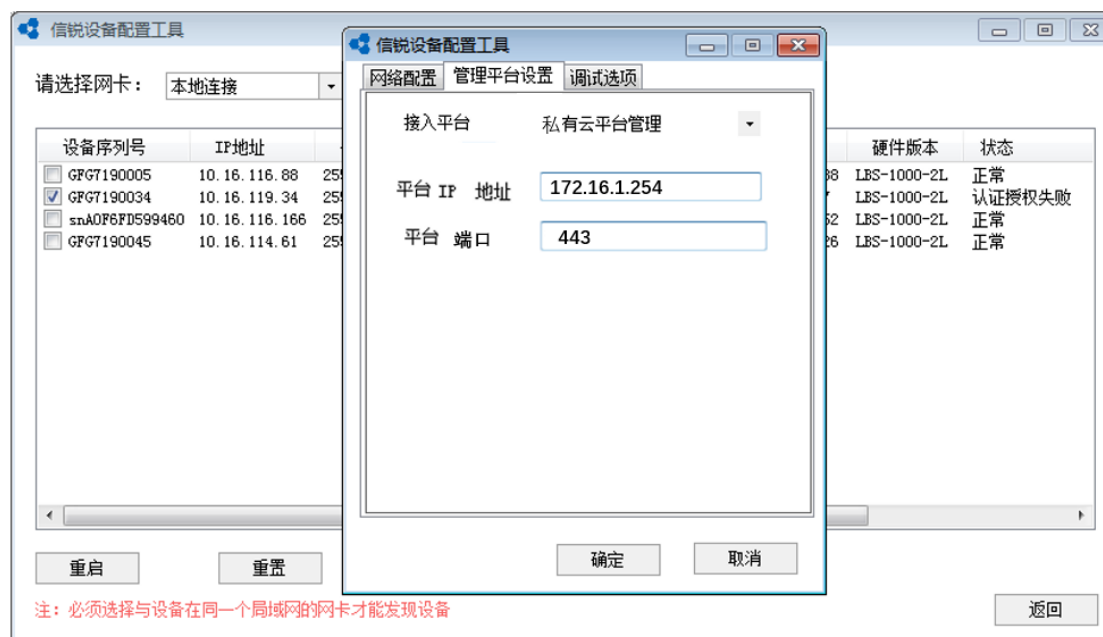 信锐设备配置工具
请选择网卡： 本地连接
设备序列号 IP地址 硬件版本 状态
GFG7190005 10.16.116.88 255 38 LBS-1000-2L 正常
GFG7190034 10.16.119.34 255 7 LBS-1000-2L 认证授权失败
snA0F6FD599460 10.16.116.166 255 52 LBS-1000-2L 正常
GFG7190045 10.16.114.61 255 26 LBS-1000-2L 正常
信锐设备配置工具
网络配置 管理平台设置 调试选项
接入平台 私有云平台管理
平台 IP 地址 172.16.1.254
平台 端口 443
确定 取消
重启 重置
注：必须选择与设备在同一个局域网的网卡才能发现设备
返回